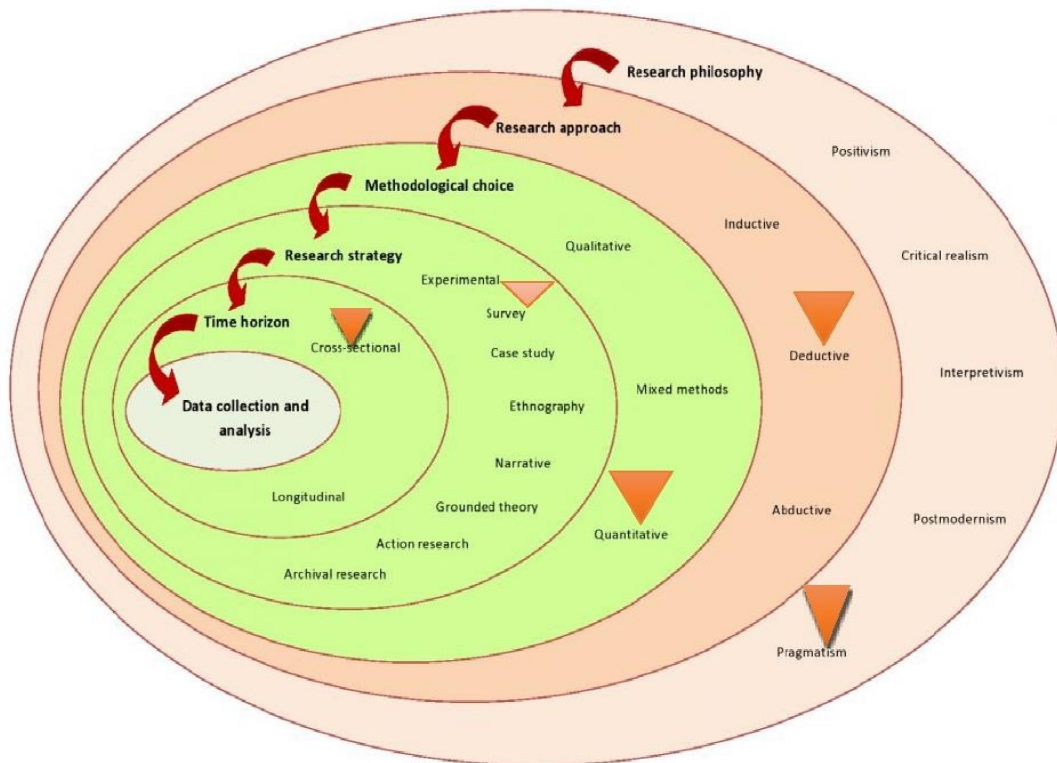 Research philosophy
Research approach
Positivism
Methodological choice
Inductive
Qualitative
Research strategy
Critical realism
Experimental
Survey
Time horizon
Cross-sectional
Case study
Deductive
Interpretivism
Mixed methods
Data collection and
analysis
Ethnography
Narrative
Longitudinal
Grounded theory
Abductive
Postmodernism
Quantitative
Action research
Archival research
Pragmatism